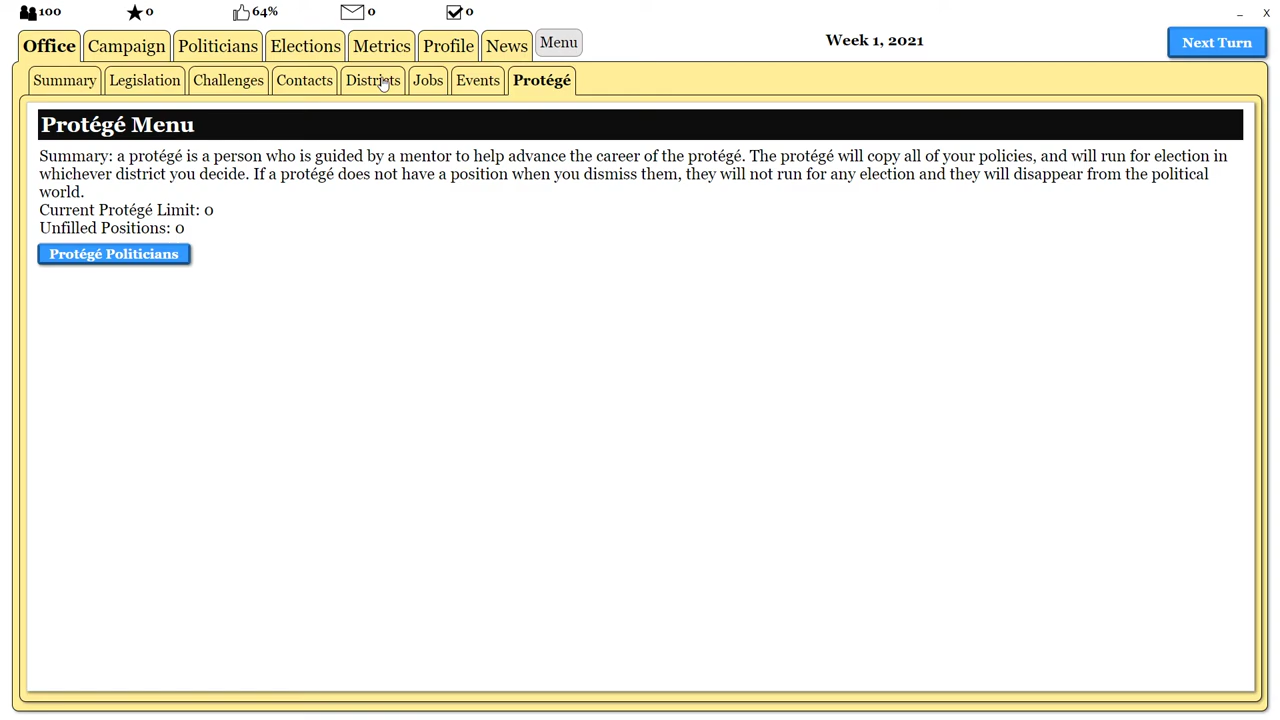 100 0 64% 0 0 _ X
Office Campaign Politicians Elections Metrics Profile News Menu Week 1, 2021 Next Turn
Summary Legislation Challenges Contacts Districts Jobs Events Protégé
Protégé Menu
Summary: a protégé is a person who is guided by a mentor to help advance the career of the protégé. The protégé will copy all of your policies, and will run for election in
whichever district you decide. If a protégé does not have a position when you dismiss them, they will not run for any election and they will disappear from the political
world.
Current Protégé Limit: 0
Unfilled Positions: 0
Protégé Politicians